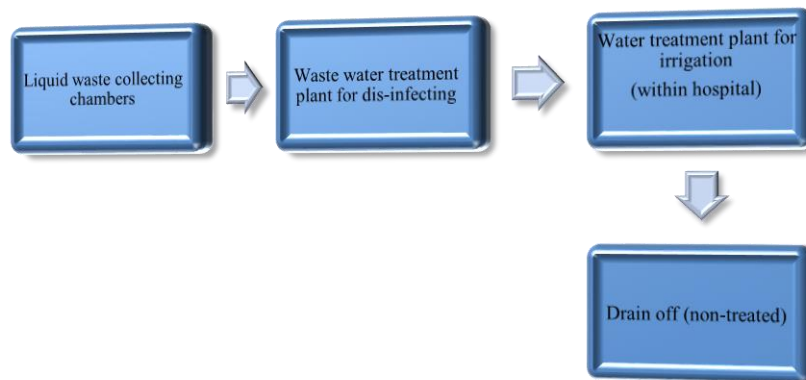 Liquid waste collecting
chambers
Waste water treatment
plant for dis-infecting
Water treatment plant for
irrigation
(within hospital)
Drain off (non-treated)